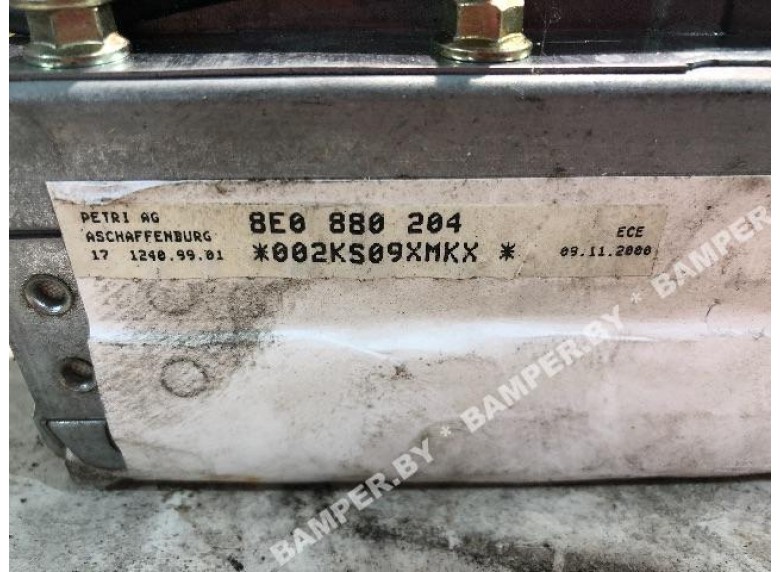 PETRI AG
ASCHAFFENBURG
17 1240.99.01
8E0 880 204
*002KS09XMKX *
ECE
09.11.2000
BAMPER.BY * BAMPER.BY * BAMPER.BY